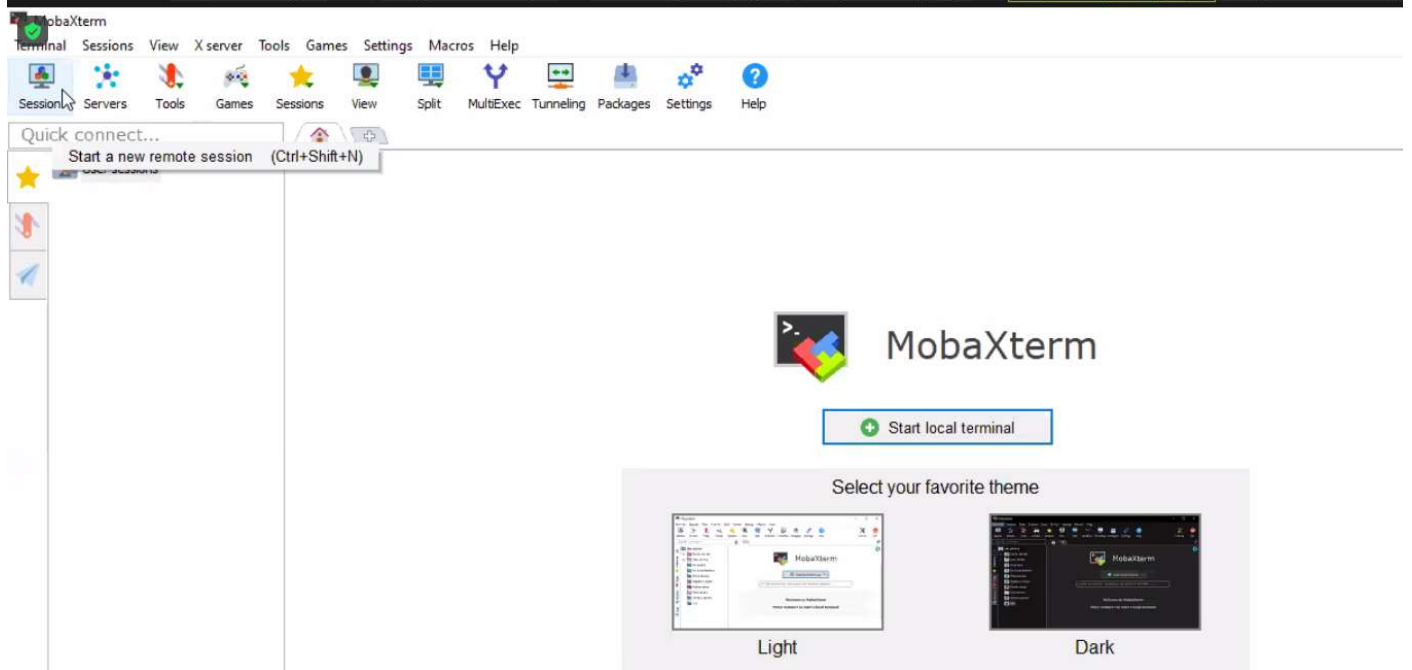 MobaXterm
Terminal Sessions View X server Tools Games Settings Macros Help
Session Servers Tools Games Sessions View Split MultiExec Tunneling Packages Settings Help
Quick connect...
Start a new remote session (Ctrl+Shift+N)
User sessions
MobaXterm
Start local terminal
Select your favorite theme
MobaXterm
MobaXterm
Light Dark